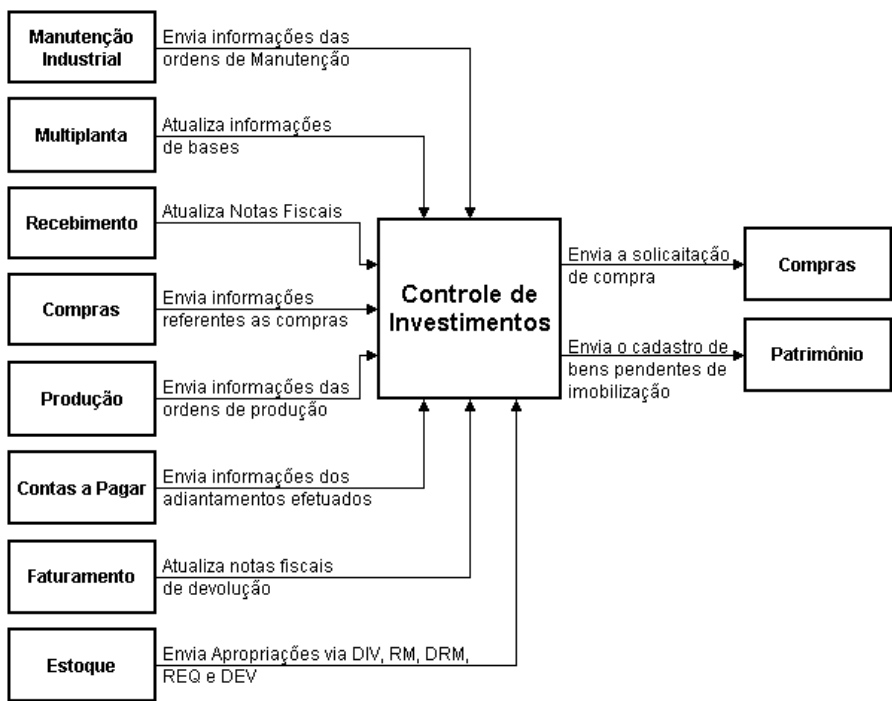 Manutenção
Industrial
Envia informações das
ordens de Manutenção
Multiplanta
Atualiza informações
de bases
Recebimento
Atualiza Notas Fiscais
Compras
Envia informações
referentes as compras
Produção
Envia informações das
ordens de produção
Contas a Pagar
Envia informações dos
adiantamentos efetuados
Faturamento
Atualiza notas fiscais
de devolução
Estoque
Envia Apropriações via DIV, RM, DRM,
REQ e DEV
Controle de
Investimentos
Envia a solicaitação
de compra
Compras
Envia o cadastro de
bens pendentes de
imobilização
Patrimônio